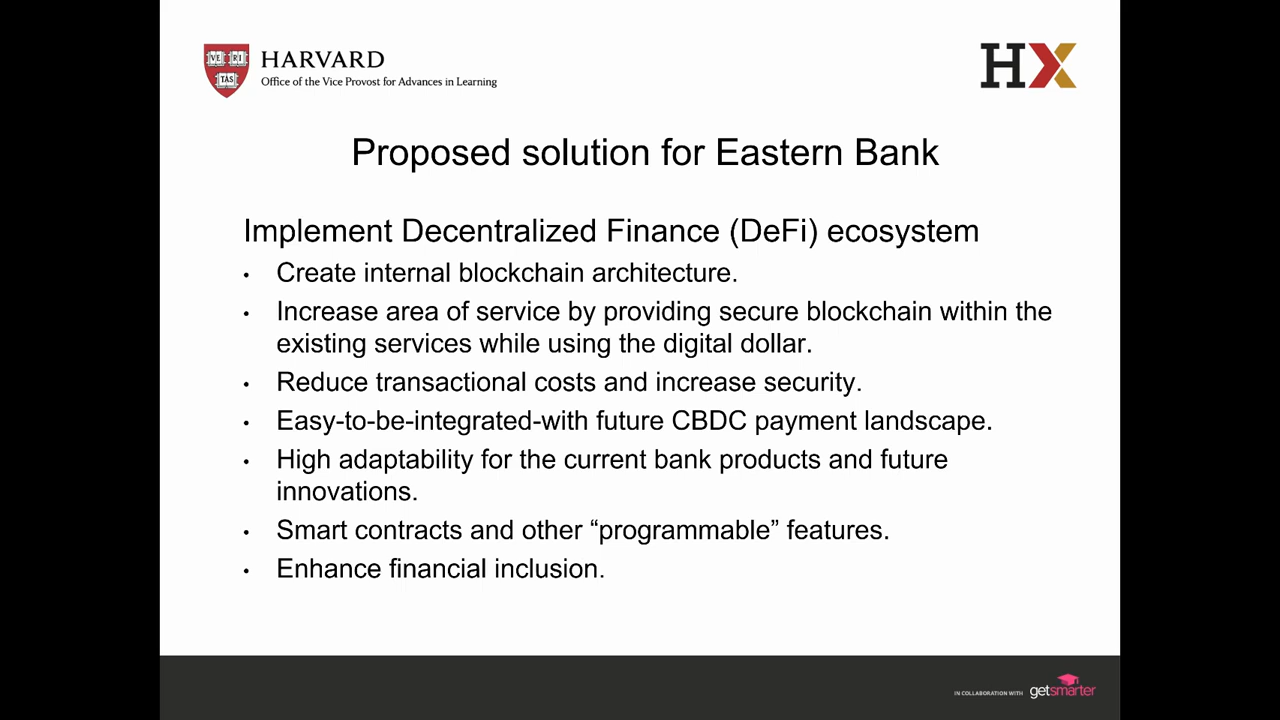 VE RI
TAS
HARVARD
Office of the Vice Provost for Advances in Learning
HX
Proposed solution for Eastern Bank
Implement Decentralized Finance (DeFi) ecosystem
• Create internal blockchain architecture.
• Increase area of service by providing secure blockchain within the
existing services while using the digital dollar.
• Reduce transactional costs and increase security.
• Easy-to-be-integrated-with future CBDC payment landscape.
• High adaptability for the current bank products and future
innovations.
• Smart contracts and other “programmable” features.
• Enhance financial inclusion.
IN COLLABORATION WITH getsmarter